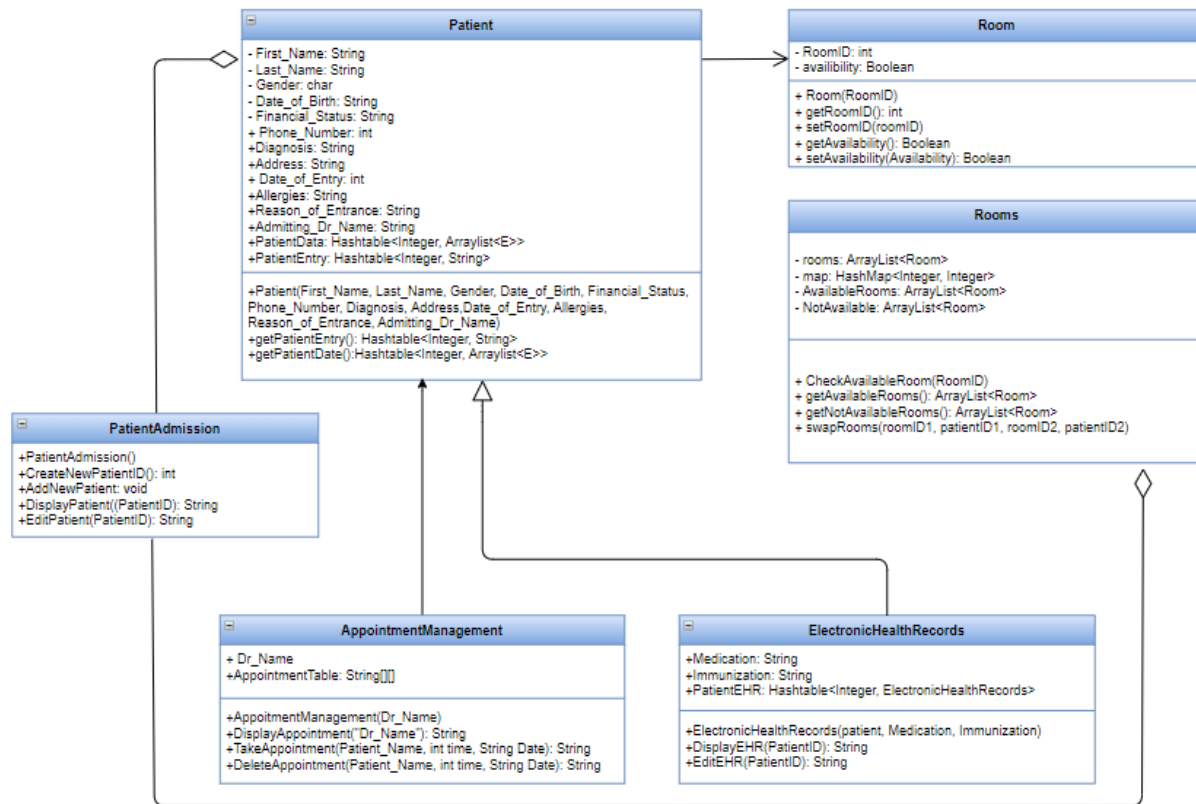 Patient
- First_Name: String
- Last_Name: String
- Gender: char
- Date_of_Birth: String
- Financial_Status: String
+ Phone_Number: int
+Diagnosis: String
+Address: String
+ Date_of_Entry: int
+Allergies: String
+Reason_of_Entrance: String
+Admitting_Dr_Name: String
+PatientData: Hashtable<Integer, Arraylist<E>>
+PatientEntry: Hashtable<Integer, String>
+Patient(First_Name, Last_Name, Gender, Date_of_Birth, Financial_Status,
Phone_Number, Diagnosis, Address,Date_of_Entry, Allergies,
Reason_of_Entrance, Admitting_Dr_Name)
+getPatientEntry(): Hashtable<Integer, String>
+getPatientDate():Hashtable<Integer, Arraylist<E>>
Room
- RoomID: int
- availibility: Boolean
+ Room(RoomID)
+ getRoomID(): int
+ setRoomID(roomID)
+ getAvailability(): Boolean
+ setAvailability(Availability): Boolean
Rooms
- rooms: ArrayList<Room>
- map: HashMap<Integer, Integer>
- AvailableRooms: ArrayList<Room>
- NotAvailable: ArrayList<Room>
+ CheckAvailableRoom(RoomID)
+ getAvailableRooms(): ArrayList<Room>
+ getNotAvailableRooms(): ArrayList<Room>
+ swapRooms(roomID1, patientID1, roomID2, patientID2)
PatientAdmission
+PatientAdmission()
+CreateNewPatientID(): int
+AddNewPatient: void
+DisplayPatient((PatientID): String
+EditPatient(PatientID): String
AppointmentManagement
+ Dr_Name
+AppointmentTable: String[][]
+AppoitmentManagement(Dr_Name)
+DisplayAppointment("Dr_Name"): String
+TakeAppointment(Patient_Name, int time, String Date): String
+DeleteAppointment(Patient_Name, int time, String Date): String
ElectronicHealthRecords
+Medication: String
+Immunization: String
+PatientEHR: Hashtable<Integer, ElectronicHealthRecords>
+ElectronicHealthRecords(patient, Medication, Immunization)
+DisplayEHR(PatientID): String
+EditEHR(PatientID): String